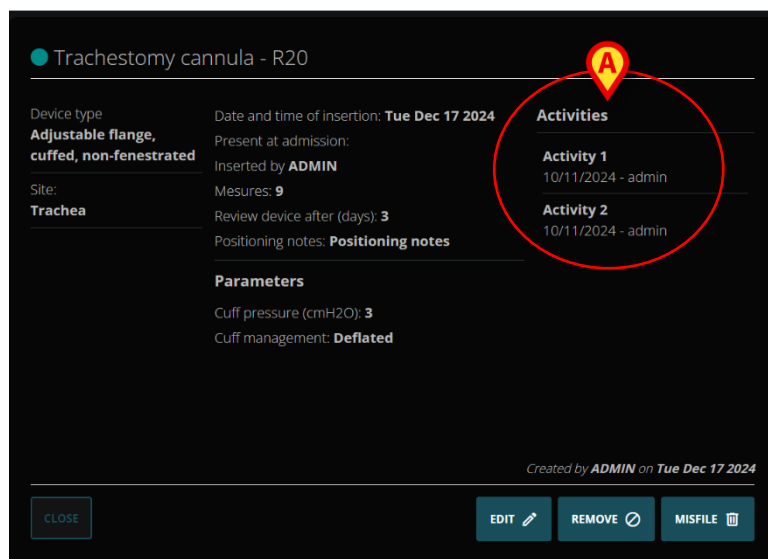 Trachestomy cannula - R20
A
Device type
Adjustable flange,
cuffed, non-fenestrated
Site:
Trachea
Date and time of insertion: Tue Dec 17 2024
Present at admission:
Inserted by ADMIN
Mesures: 9
Review device after (days): 3
Positioning notes: Positioning notes
Parameters
Cuff pressure (cmH2O): 3
Cuff management: Deflated
Activities
Activity 1
10/11/2024 - admin
Activity 2
10/11/2024 - admin
Created by ADMIN on Tue Dec 17 2024
CLOSE
EDIT
REMOVE
MISFILE